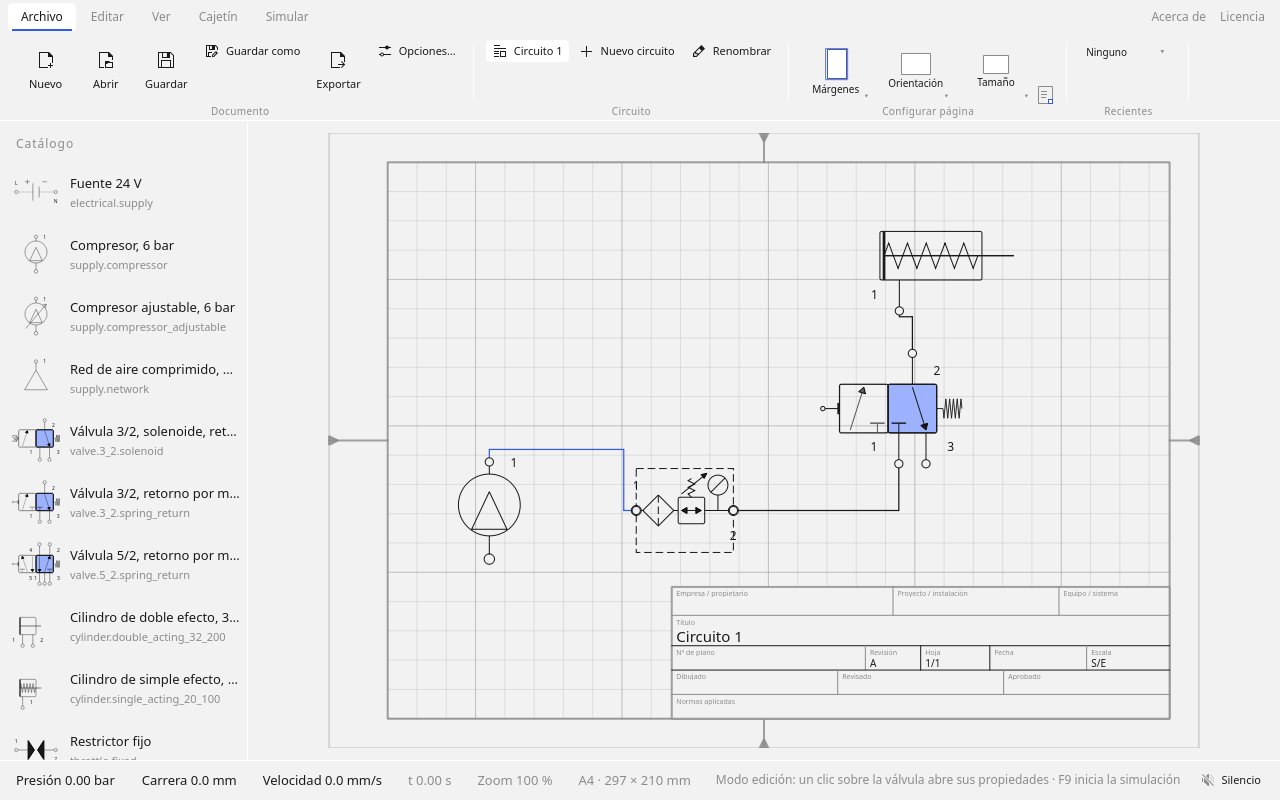 Archivo Editar Ver Cajetín Simular Acerca de Licencia
Nuevo Abrir Guardar Guardar como Exportar Opciones...
Circuito 1 Nuevo circuito Renombrar
Márgenes Orientación Tamaño
Ninguno
Documento Circuito Configurar página Recientes
Catálogo
Fuente 24 V
electrical.supply
Compresor, 6 bar
supply.compressor
Compresor ajustable, 6 bar
supply.compressor_adjustable
Red de aire comprimido, ...
supply.network
Válvula 3/2, solenoide, ret...
valve.3_2.solenoid
Válvula 3/2, retorno por m...
valve.3_2.spring_return
Válvula 5/2, retorno por m...
valve.5_2.spring_return
Cilindro de doble efecto, 3...
cylinder.double_acting_32_200
Cilindro de simple efecto, ...
cylinder.single_acting_20_100
Restrictor fijo
1
2
1 3
1
1
2
Empresa / propietario Proyecto / instalación Equipo / sistema
Título
Circuito 1
Nº de plano Revisión Hoja Fecha Escala
A 1/1 S/E
Dibujado Revisado Aprobado
Normas aplicadas
Presión 0.00 bar Carrera 0.0 mm Velocidad 0.0 mm/s t 0.00 s Zoom 100 % A4 · 297 × 210 mm Modo edición: un clic sobre la válvula abre sus propiedades · F9 inicia la simulación Silencio